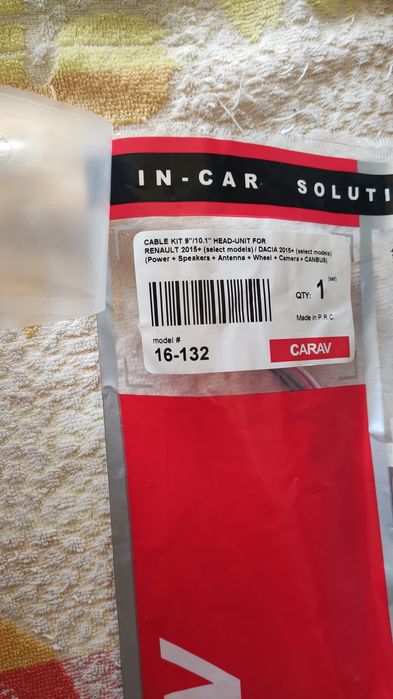 IN-CAR SOLUTI
CABLE KIT 9"/10.1" HEAD-UNIT FOR
RENAULT 2015+ (select models) / DACIA 2015+ (select models)
(Power + Speakers + Antenna + Wheel + Camera + CANBUS)
(set)
QTY: 1
Made in P.R.C.
model #
16-132
CARAV
V